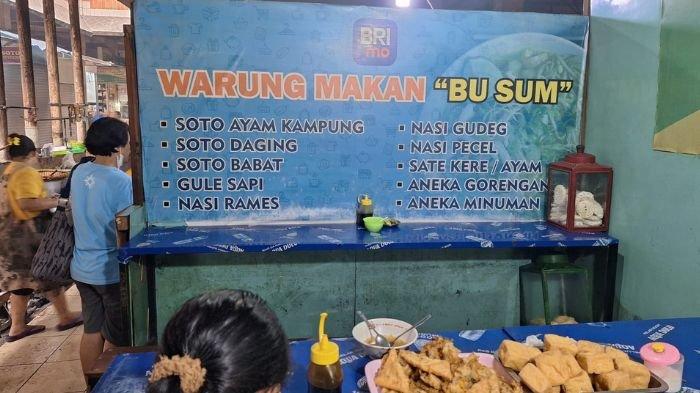 BRI
mo
WARUNG MAKAN "BU SUM"
▪ SOTO AYAM KAMPUNG
▪ SOTO DAGING
▪ SOTO BABAT
▪ GULE SAPI
▪ NASI RAMES
▪ NASI GUDEG
▪ NASI PECEL
▪ SATE KERE / AYAM
▪ ANEKA GORENGAN
▪ ANEKA MINUMAN